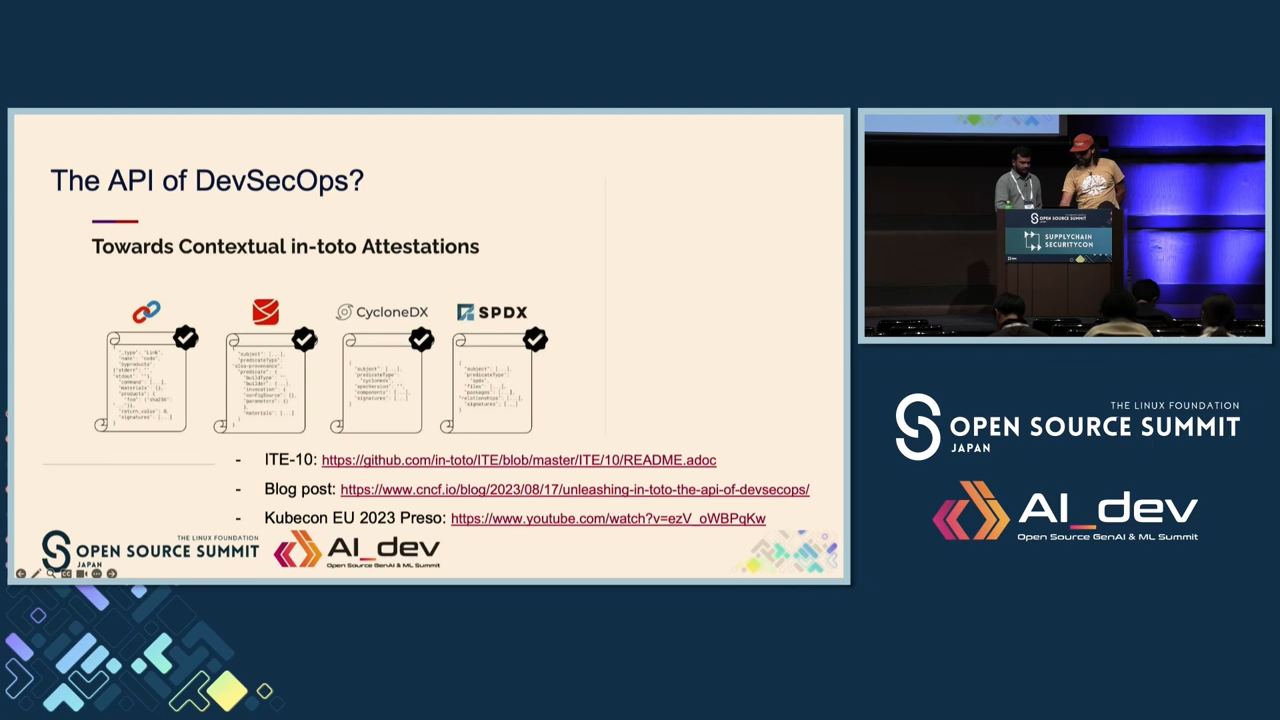 The API of DevSecOps?
Towards Contextual in-toto Attestations
CycloneDX
SPDX
- ITE-10: https://github.com/in-toto/ITE/blob/master/ITE/10/README.adoc
- Blog post: https://www.cncf.io/blog/2023/08/17/unleashing-in-toto-the-api-of-devsecops/
- Kubecon EU 2023 Preso: https://www.youtube.com/watch?v=ezV_oWBPqKw
THE LINUX FOUNDATION
OPEN SOURCE SUMMIT
JAPAN
AI_dev
Open Source GenAI & ML Summit
OPEN SOURCE SUMMIT
SUPPLYCHAIN
SECURITYCON
THE LINUX FOUNDATION
OPEN SOURCE SUMMIT
JAPAN
AI_dev
Open Source GenAI & ML Summit